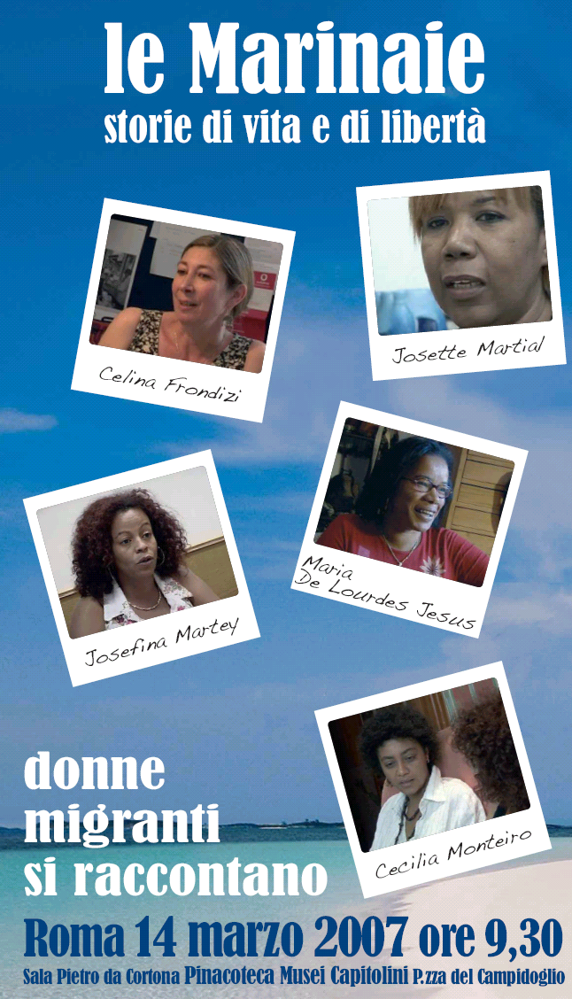 le Marinaie
storie di vita e di libertà
Celina Frondizi
Josette Martial
Maria
De Lourdes Jesus
Josefina Martey
Cecilia Monteiro
donne
migranti
si raccontano
Roma 14 marzo 2007 ore 9,30
Sala Pietro da Cortona Pinacoteca Musei Capitolini P.zza del Campidoglio